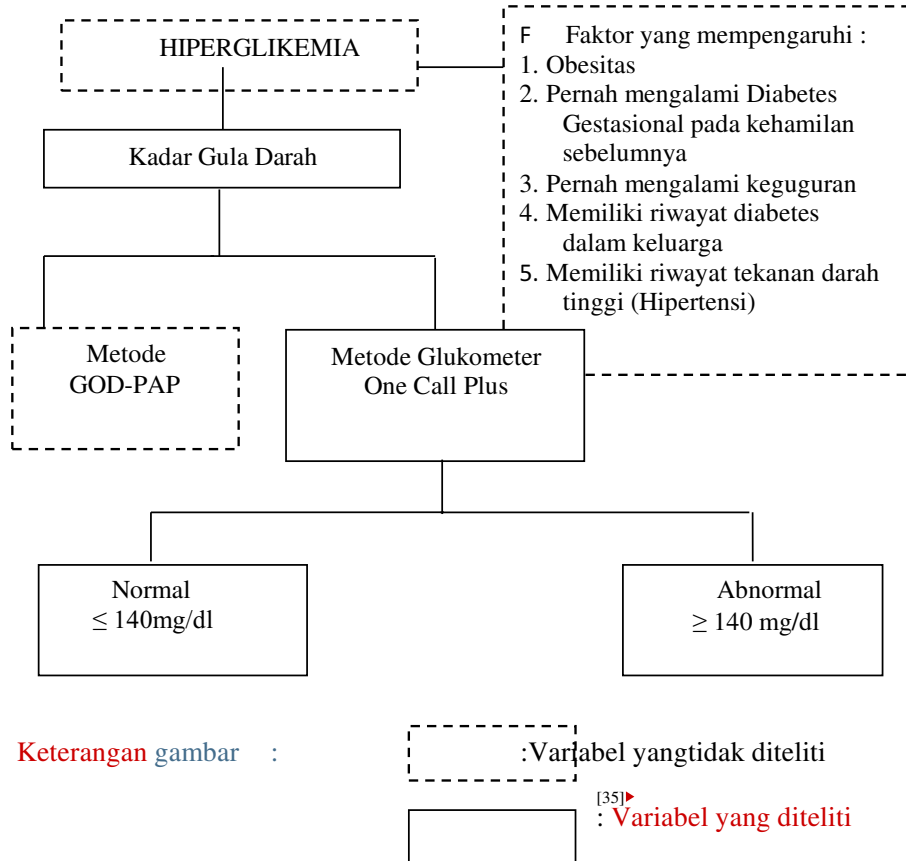 HIPERGLIKEMIA
F Faktor yang mempengaruhi :
1. Obesitas
2. Pernah mengalami Diabetes
Gestasional pada kehamilan
sebelumnya
3. Pernah mengalami keguguran
4. Memiliki riwayat diabetes
dalam keluarga
5. Memiliki riwayat tekanan darah
tinggi (Hipertensi)
Kadar Gula Darah
Metode
GOD-PAP
Metode Glukometer
One Call Plus
Normal
≤ 140mg/dl
Abnormal
≥ 140 mg/dl
Keterangan gambar :
:Variabel yangtidak diteliti
[35]
: Variabel yang diteliti